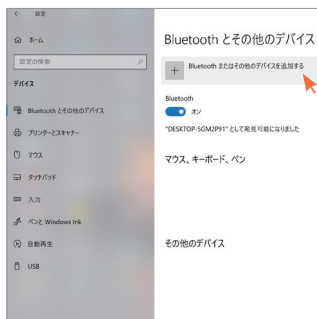 設定
ホーム
設定の検索
デバイス
Bluetooth とその他のデバイス
プリンターとスキャナー
マウス
タッチパッド
入力
ペンと Windows Ink
自動再生
USB
Bluetooth とその他のデバイス
Bluetooth またはその他のデバイスを追加する
Bluetooth
オン
"DESKTOP-5GM2P91" として発見可能になりました
マウス、キーボード、ペン
その他のデバイス